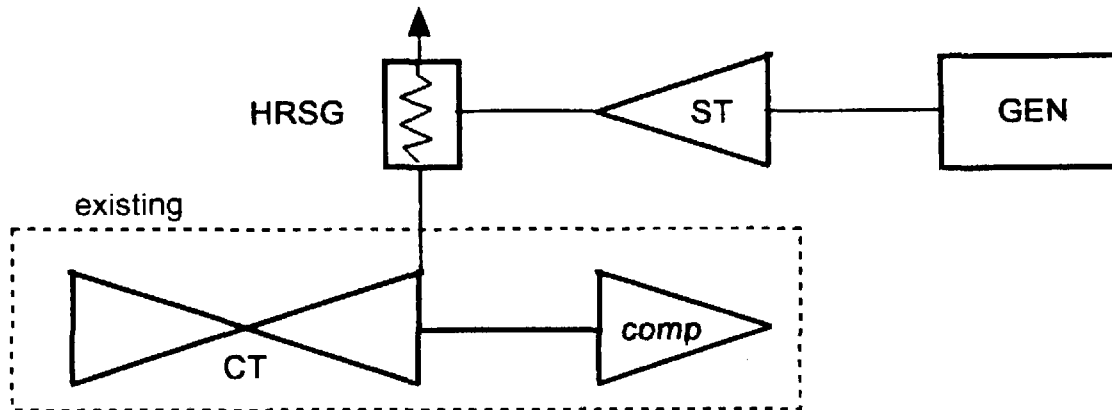 HRSG
ST
GEN
existing
CT
comp